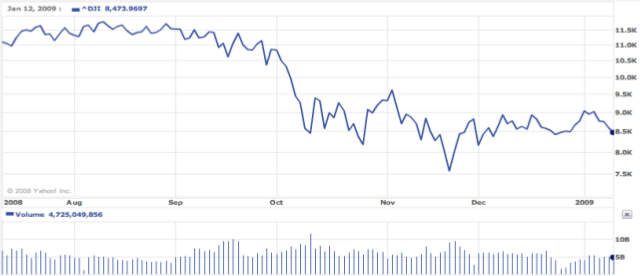 Jan 12, 2009 : ^DJI 8,473.9697
11.5K
11.0K
10.5K
10.0K
9.5K
9.0K
8.5K
8.0K
7.5K
© 2008 Yahoo! Inc.
2008 Aug Sep Oct Nov Dec 2009
Volume 4,725,049,856
10B
5B